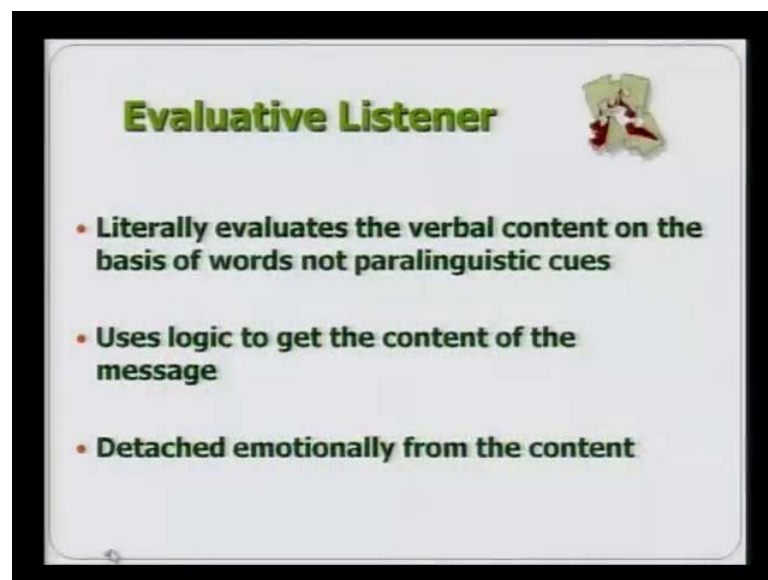 Evaluative Listener
• Literally evaluates the verbal content on the
basis of words not paralinguistic cues
• Uses logic to get the content of the
message
• Detached emotionally from the content